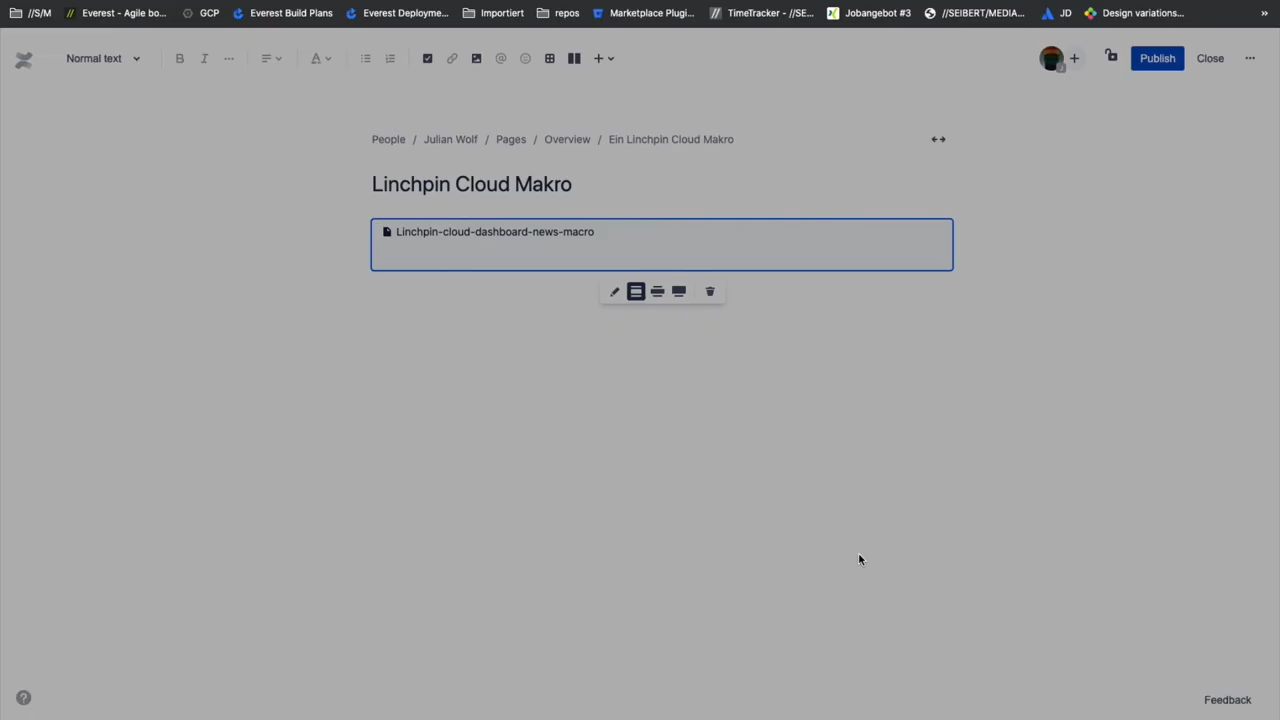 //S/M // Everest - Agile bo... GCP Everest Build Plans Everest Deployme... Importiert repos Marketplace Plugi... // TimeTracker - //SE... Jobangebot #3 //SEIBERT/MEDIA... JD Design variations... »
Normal text B I ... A @ + Publish Close ...
People / Julian Wolf / Pages / Overview / Ein Linchpin Cloud Makro
Linchpin Cloud Makro
Linchpin-cloud-dashboard-news-macro
? Feedback